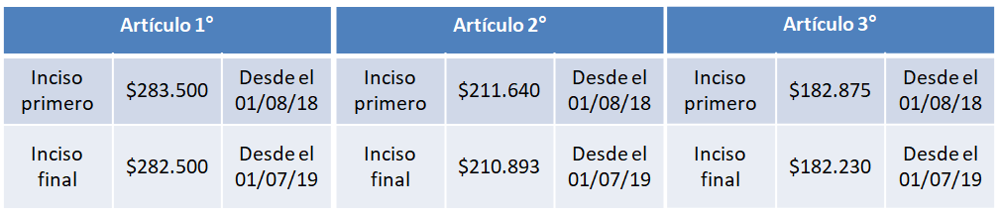 Artículo 1°
Artículo 2°
Artículo 3°
Inciso primero $283.500 Desde el 01/08/18
Inciso primero $211.640 Desde el 01/08/18
Inciso primero $182.875 Desde el 01/08/18
Inciso final $282.500 Desde el 01/07/19
Inciso final $210.893 Desde el 01/07/19
Inciso final $182.230 Desde el 01/07/19